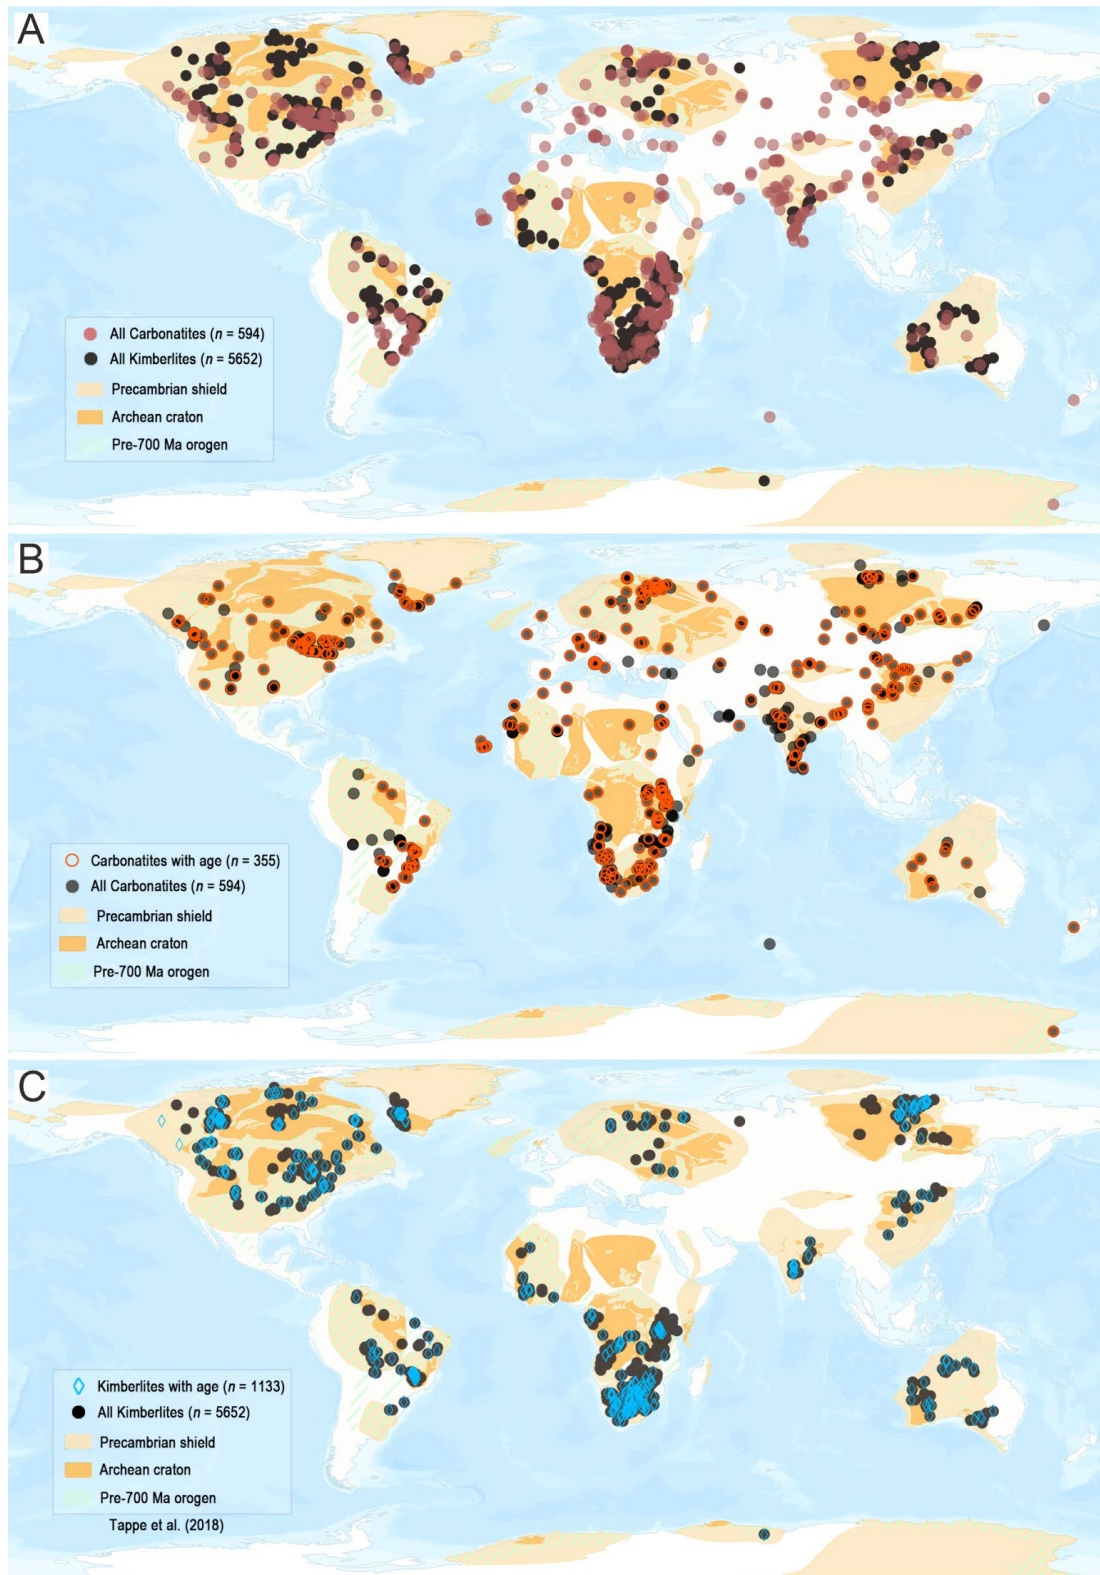 A
All Carbonatites (n = 594)
All Kimberlites (n = 5652)
Precambrian shield
Archean craton
Pre-700 Ma orogen
B
Carbonatites with age (n = 355)
All Carbonatites (n = 594)
Precambrian shield
Archean craton
Pre-700 Ma orogen
C
Kimberlites with age (n = 1133)
All Kimberlites (n = 5652)
Precambrian shield
Archean craton
Pre-700 Ma orogen
Tappe et al. (2018)